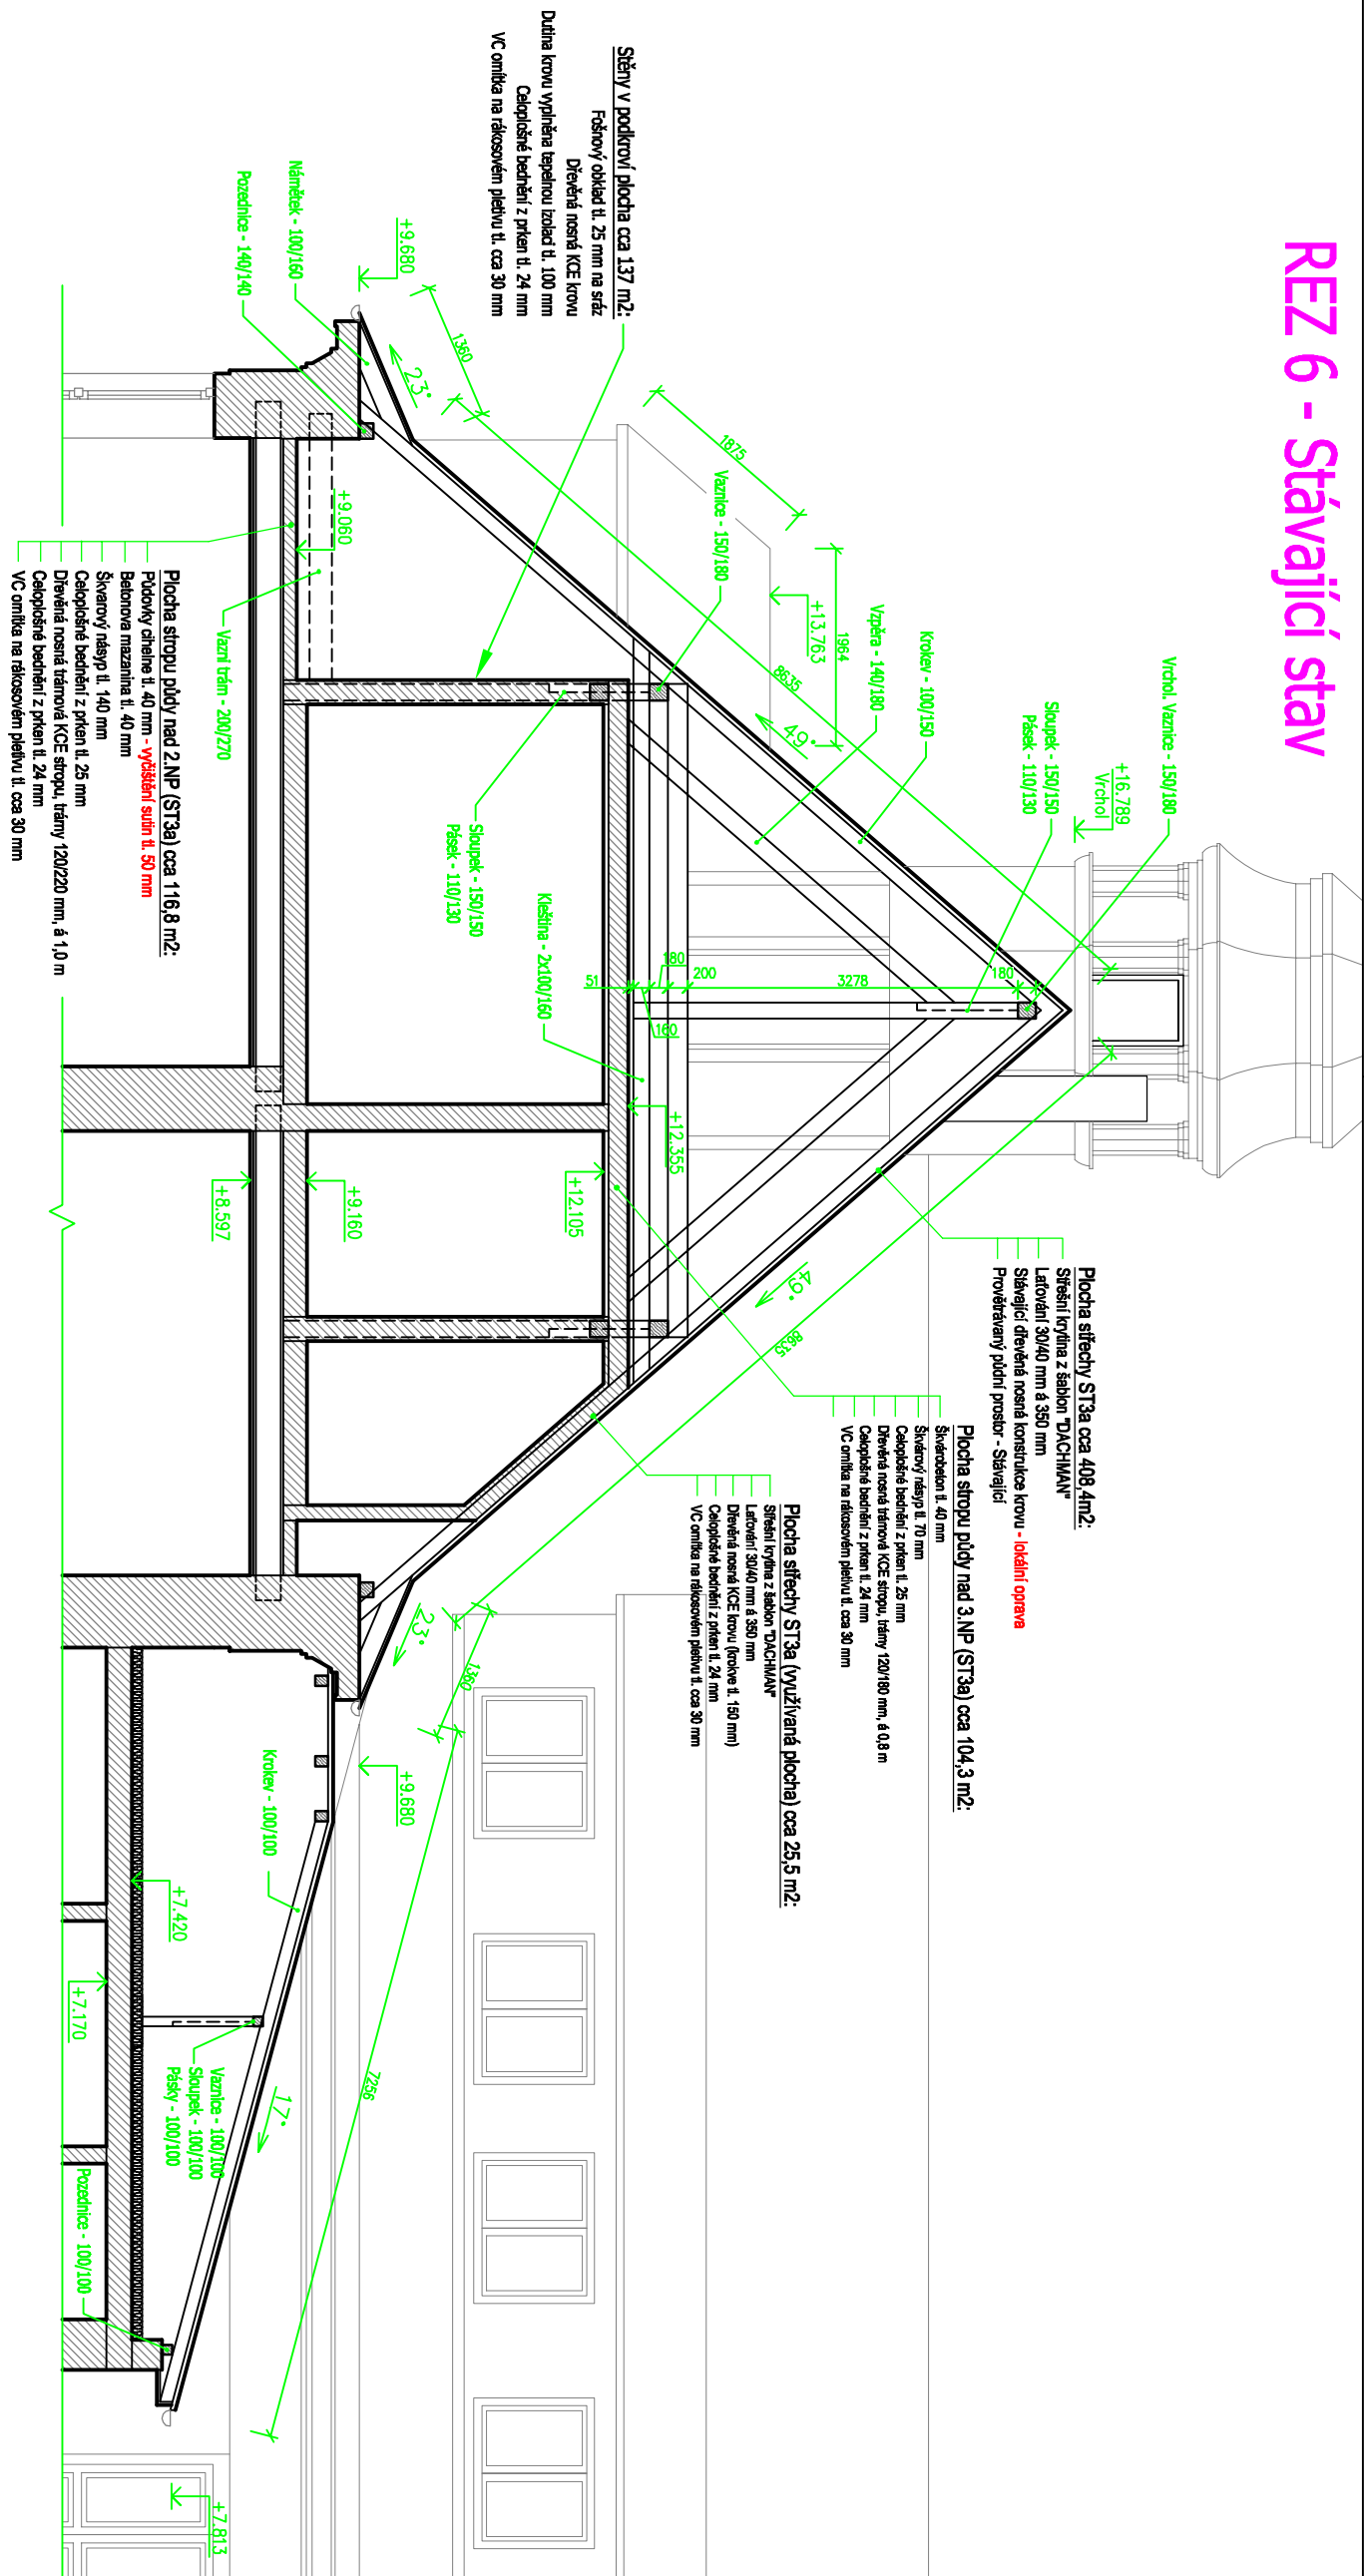 REZ 6 - Stávající stav
Vrchol. Vaznice - 150/180
+16.789
Vrchol
Sloupek - 150/150
Pásek - 110/130
Krokev - 100/150
Vzpěra - 140/180
1964
+13.763
8635
49°
1875
Vaznice - 150/180
Stěny v podkroví plocha cca 137 m2:
Fošnový obklad tl. 25 mm na sráz
Dřevěná nosná KCE krovu
Dutina krovu vyplněna tepelnou izolací tl. 100 mm
Celoplošné bednění z prken tl. 24 mm
VC omítka na rákosovém pletivu tl. cca 30 mm
1360
23°
+9.680
Námětek - 100/160
Pozednice - 140/140
+9.060
Vazní trám - 200/270
Plocha stropu půdy nad 2.NP (ST3a) cca 116,8 m2:
Půdovky cihelne tl. 40 mm - vyčištění sutin tl. 50 mm
Betonova mazanina tl. 40 mm
Škvarový násyp tl. 140 mm
Celoplošné bednění z prken tl. 25 mm
Dřevěná nosná trámová KCE stropu, trámy 120/220 mm, á 1,0 m
Celoplošné bednění z prken tl. 24 mm
VC omítka na rákosovém pletivu tl. cca 30 mm
Sloupek - 150/150
Pásek - 110/130
Kleština - 2x100/160
180
3278
200
180
160
51
+12.355
+12.105
+9.160
+8.597
Plocha střechy ST3a cca 408,4m2:
Střešní krytina z šablon "DACHMAN"
Laťování 30/40 mm á 350 mm
Stávající dřevěná nosná konstrukce krovu - lokální oprava
Provětrávaný půdní prostor - Stávající
49°
8635
Plocha stropu půdy nad 3.NP (ST3a) cca 104,3 m2:
Škvárobeton tl. 40 mm
Škvárový násyp tl. 70 mm
Celoplošné bednění z prken tl. 25 mm
Dřevěná nosná trámová KCE stropu, trámy 120/180 mm, á 0,8 m
Celoplošné bednění z prken tl. 24 mm
VC omítka na rákosovém pletivu tl. cca 30 mm
Plocha střechy ST3a (využívaná plocha) cca 25,5 m2:
Střešní krytina z šablon "DACHMAN"
Laťování 30/40 mm á 350 mm
Dřevěná nosná KCE krovu (krokve tl. 150 mm)
Celoplošné bednění z prken tl. 24 mm
VC omítka na rákosovém pletivu tl. cca 30 mm
23°
1360
+9.680
Krokev - 100/100
+7.420
+7.170
7256
17°
Vaznice - 100/100
Sloupek - 100/100
Pásky - 100/100
Pozednice - 100/100
+7.813